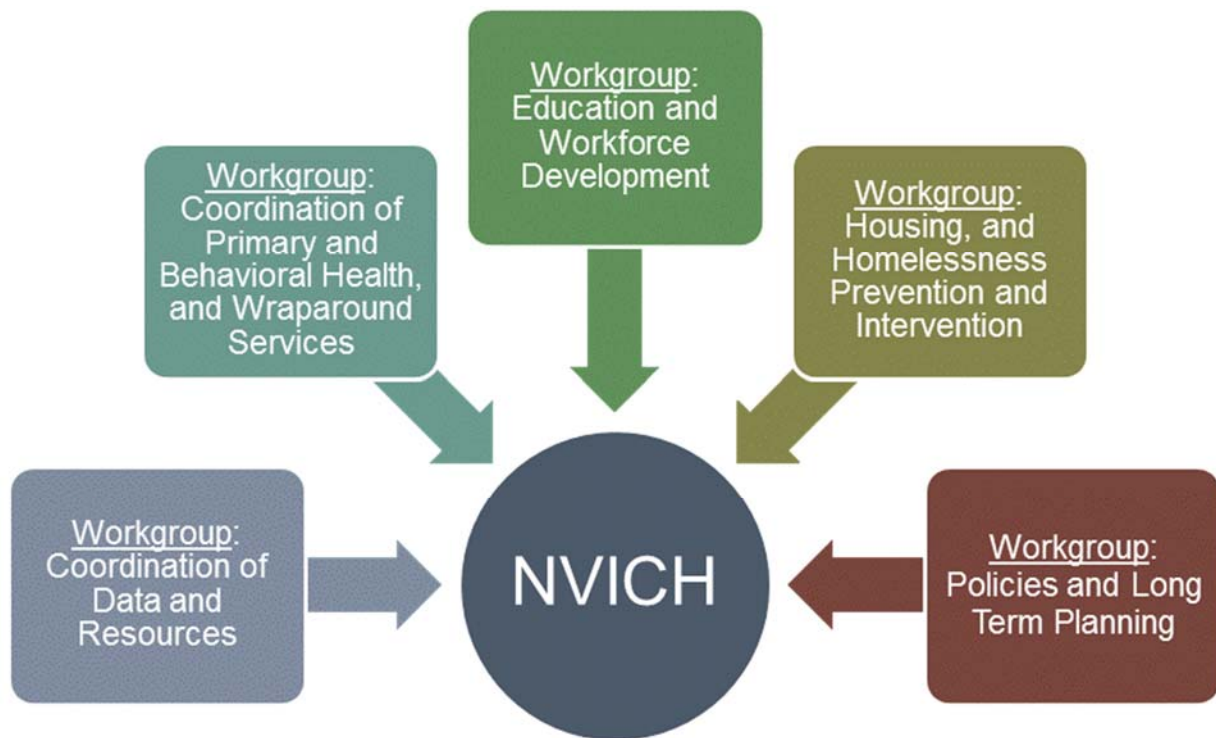 Workgroup:
Education and
Workforce
Development
Workgroup:
Coordination of
Primary and
Behavioral Health,
and Wraparound
Services
Workgroup:
Housing, and
Homelessness
Prevention and
Intervention
Workgroup:
Coordination of
Data and
Resources
NVICH
Workgroup:
Policies and Long
Term Planning